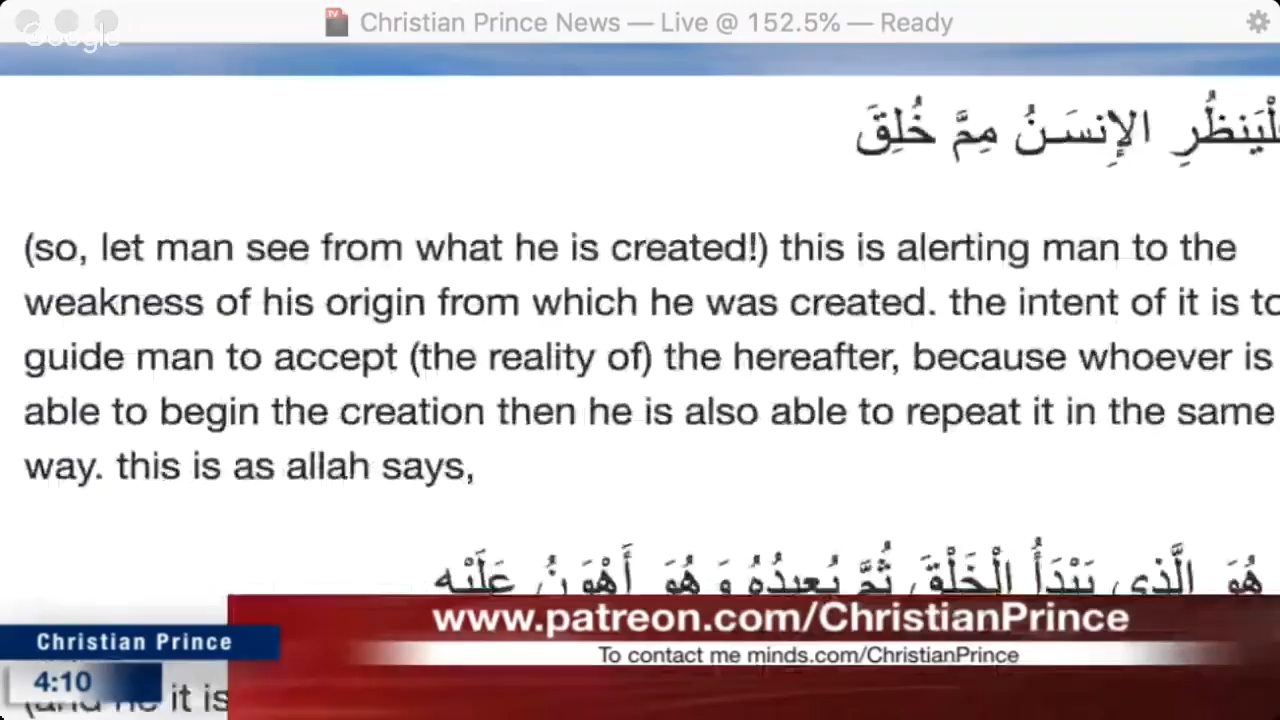 Christian Prince News — Live @ 152.5% — Ready
Google
الإِنسَـنُ مِمَّ خُلِقَ
(so, let man see from what he is created!) this is alerting man to the
weakness of his origin from which he was created. the intent of it is to
guide man to accept (the reality of) the hereafter, because whoever is
able to begin the creation then he is also able to repeat it in the same
way. this is as allah says,
هُوَ الَّذِى يَبْدَأُ الْخَلْقَ ثُمَّ يُعِيدُهُ وَ هُوَ أَهْوَنُ عَلَيْهِ
www.patreon.com/ChristianPrince
Christian Prince
To contact me minds.com/ChristianPrince
4:10
it is